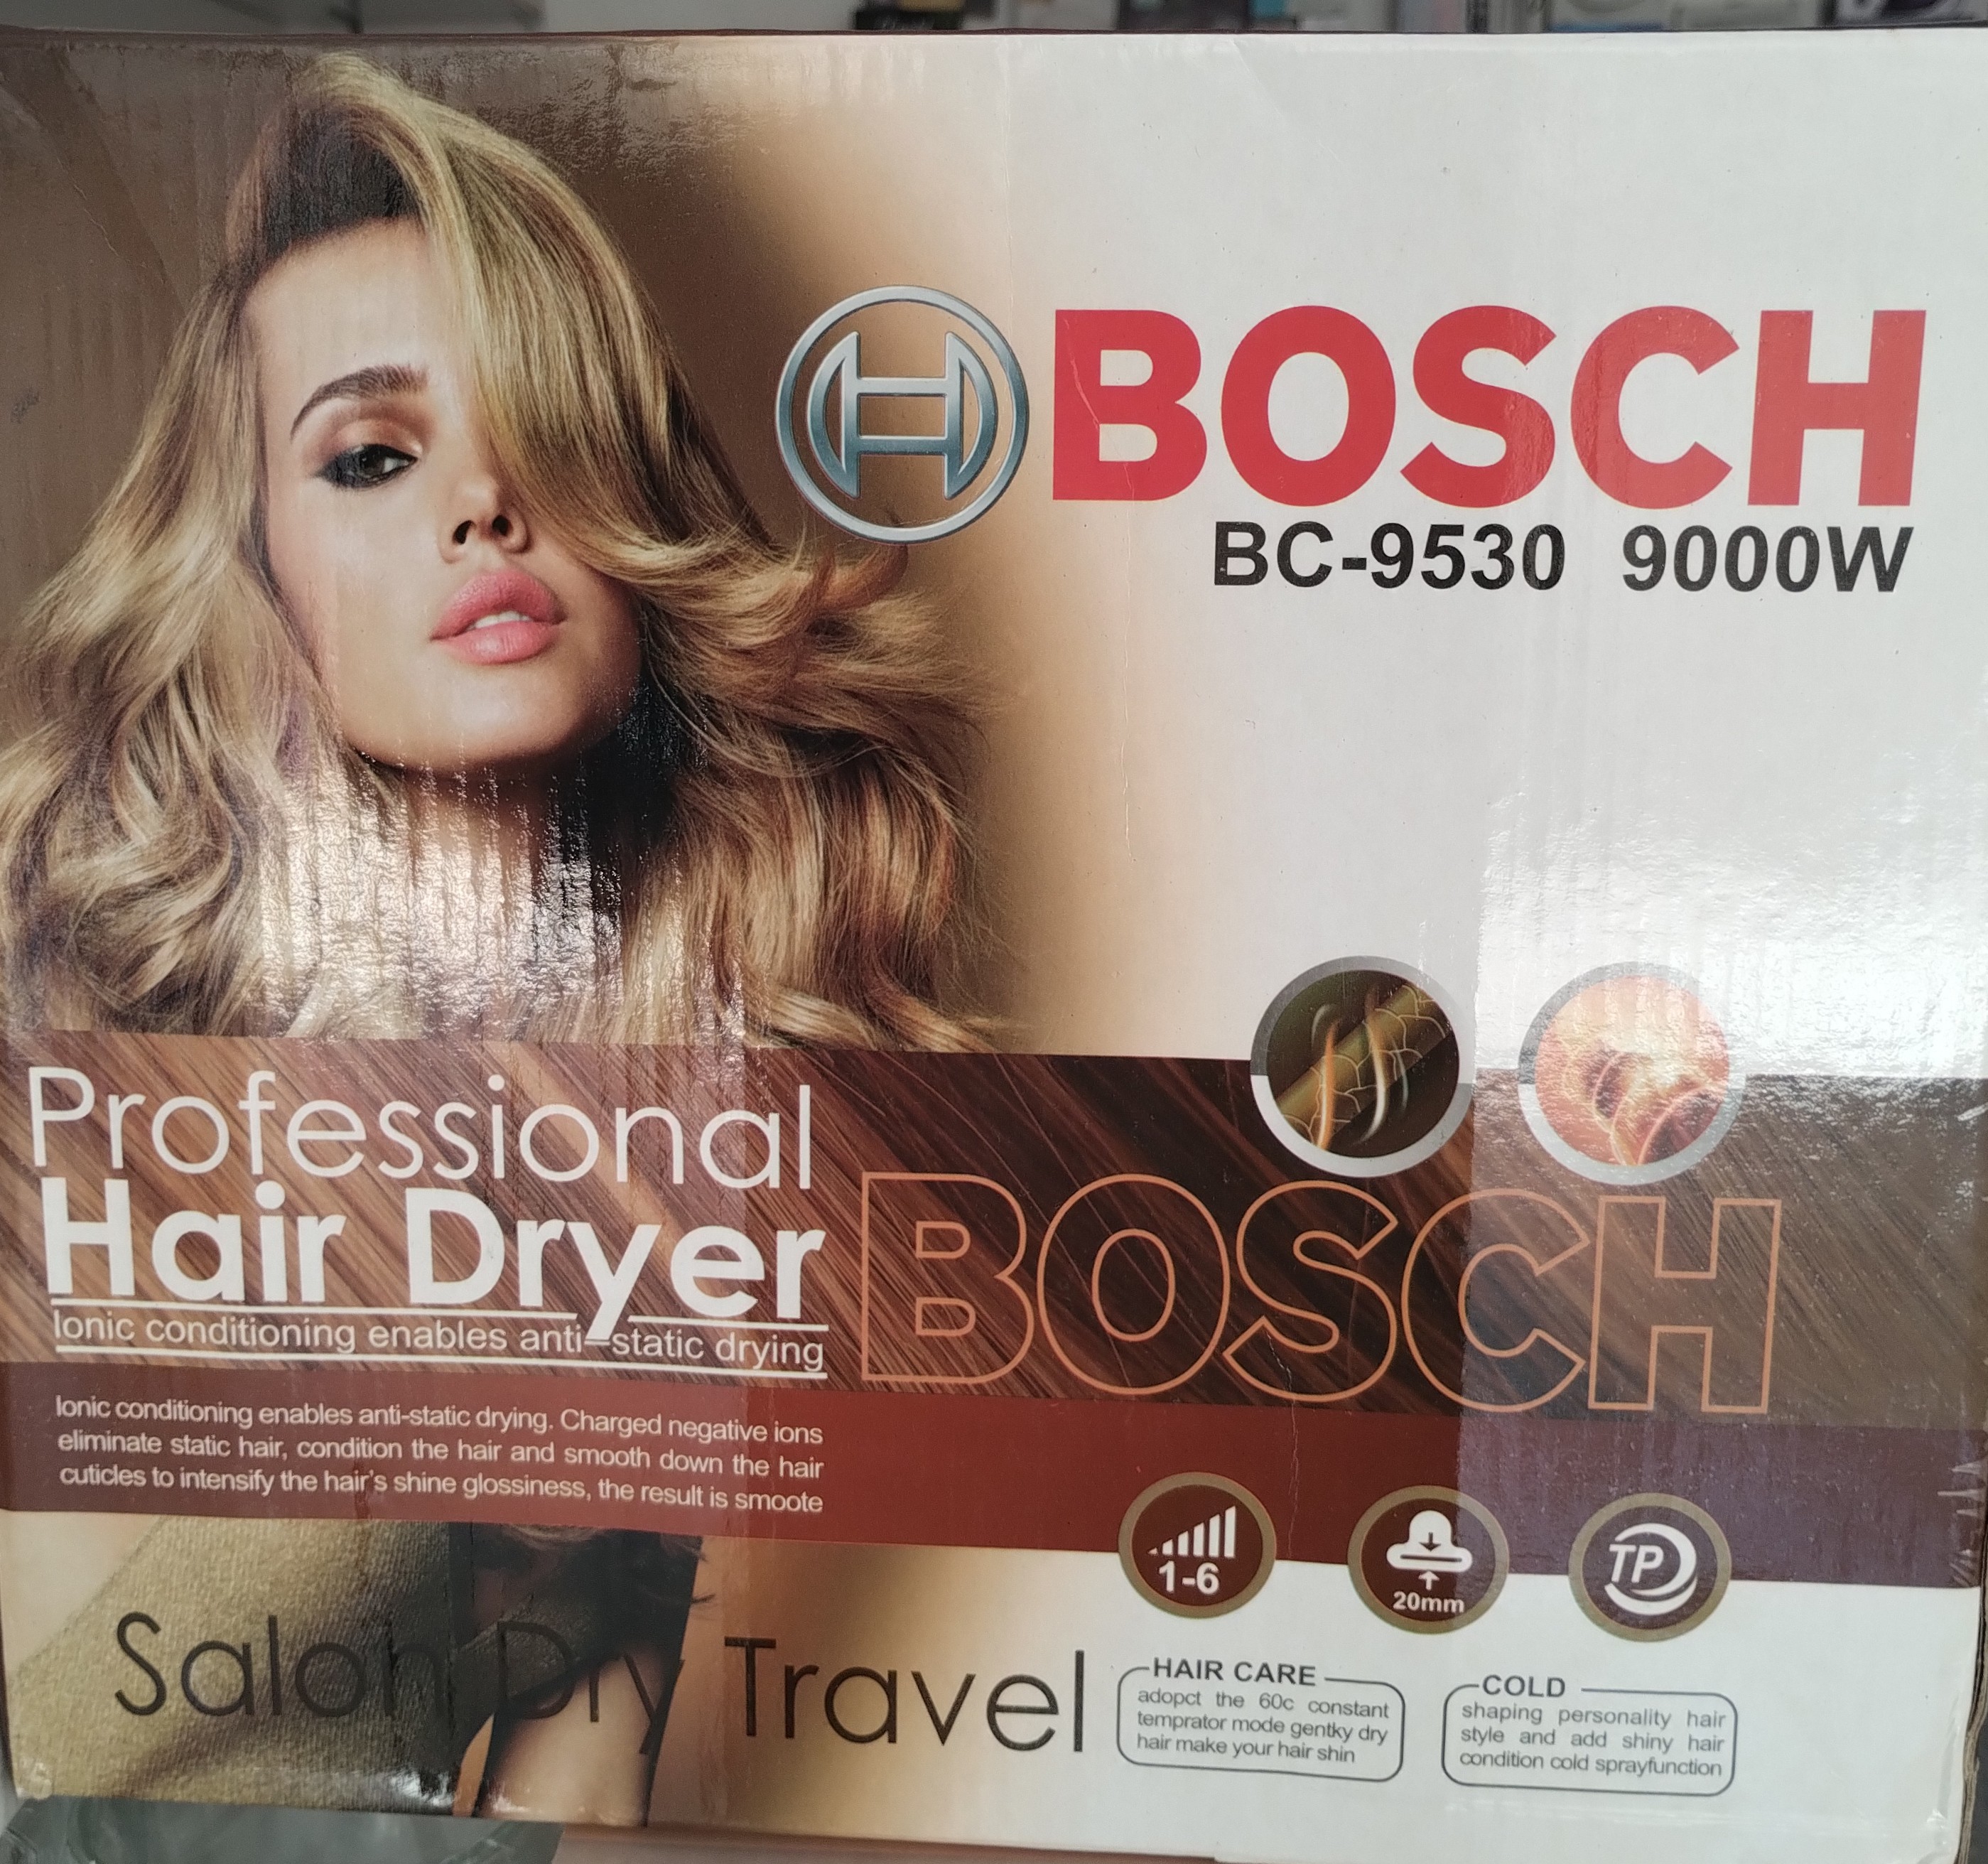 BOSCH
BC-9530 9000W
Professional
Hair Dryer
Ionic conditioning enables anti-static drying
BOSCH
Ionic conditioning enables anti-static drying. Charged negative ions
eliminate static hair, condition the hair and smooth down the hair
cuticles to intensify the hair's shine glossiness, the result is smoote
1-6
20mm
TP
Salon Dry Travel
HAIR CARE
adopct the 60c constant
temprator mode gentky dry
hair make your hair shin
COLD
shaping personality hair
style and add shiny hair
condition cold sprayfunction